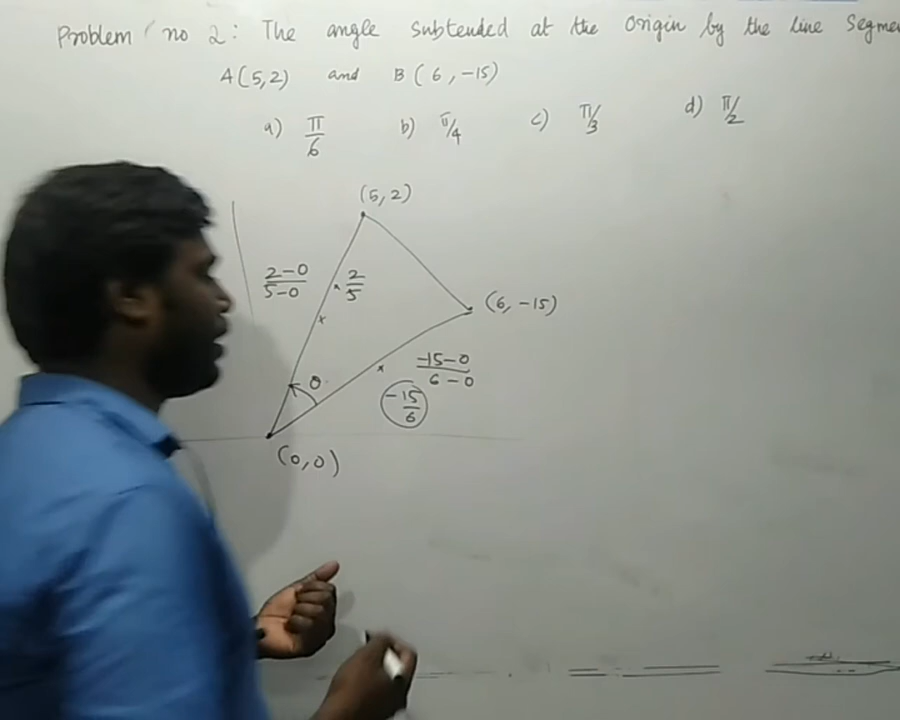 Problem no 2: The angle subtended at the origin by the line
A(5,2) and B(6,-15)
a) π/6 b) π/4 c) π/3 d) π/2
(5,2)
2-0/5-0 2/5
(6,-15)
-15-0/6-0
θ
-15/6
(0,0)